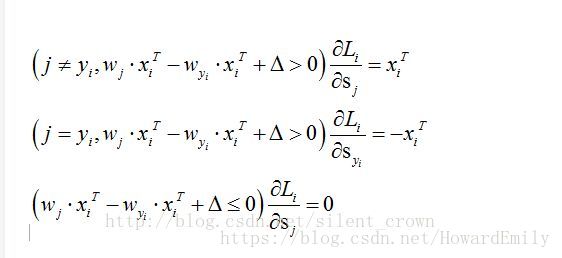 (j ≠ y_i, w_j · x_i^T − w_{y_i} · x_i^T + Δ > 0) ∂L_i/∂s_j = x_i^T
(j = y_i, w_j · x_i^T − w_{y_i} · x_i^T + Δ > 0) ∂L_i/∂s_{y_i} = −x_i^T
(w_j · x_i^T − w_{y_i} · x_i^T + Δ ≤ 0) ∂L_i/∂s_j = 0
http://blog.csdn.net/silent_crown
https://blog.csdn.net/HowardEmily